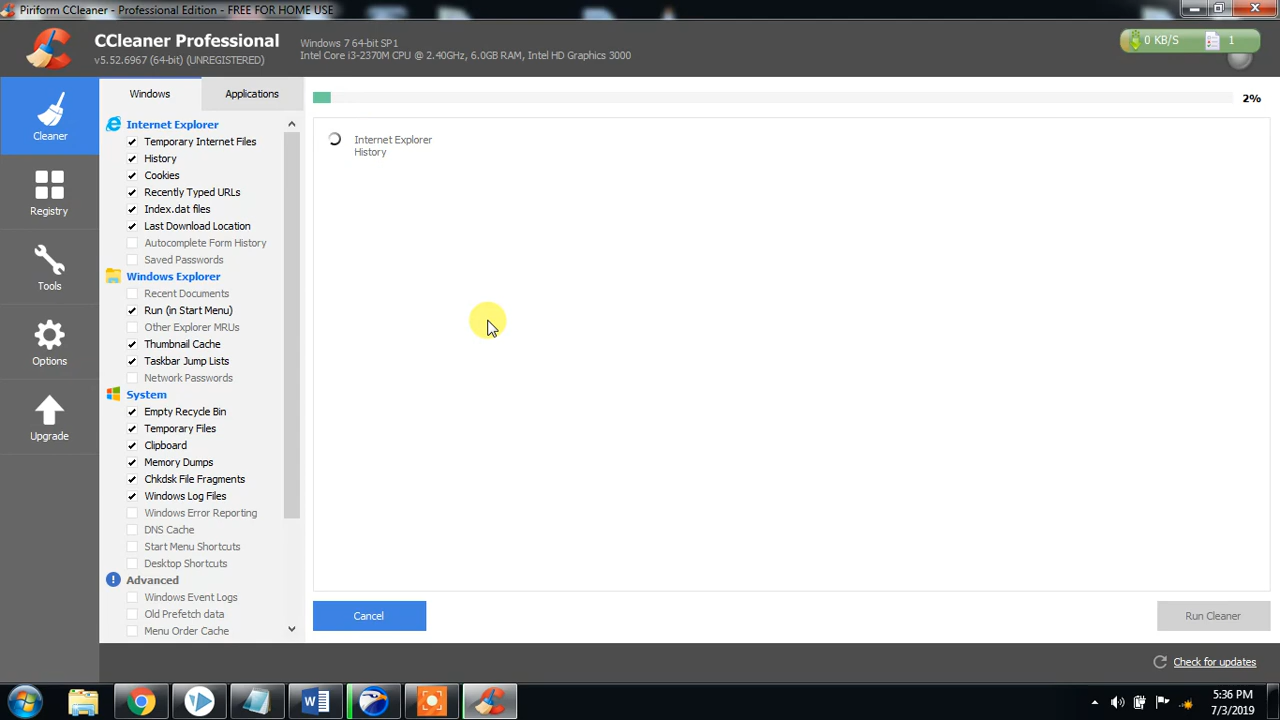 Piriform CCleaner - Professional Edition - FREE FOR HOME USE
CCleaner Professional
v5.52.6967 (64-bit) (UNREGISTERED)
Windows 7 64-bit SP1
Intel Core i3-2370M CPU @ 2.40GHz, 6.0GB RAM, Intel HD Graphics 3000
0 KB/S 1
Cleaner
Registry
Tools
Options
Upgrade
Windows Applications
Internet Explorer
Temporary Internet Files
History
Cookies
Recently Typed URLs
Index.dat files
Last Download Location
Autocomplete Form History
Saved Passwords
Windows Explorer
Recent Documents
Run (in Start Menu)
Other Explorer MRUs
Thumbnail Cache
Taskbar Jump Lists
Network Passwords
System
Empty Recycle Bin
Temporary Files
Clipboard
Memory Dumps
Chkdsk File Fragments
Windows Log Files
Windows Error Reporting
DNS Cache
Start Menu Shortcuts
Desktop Shortcuts
Advanced
Windows Event Logs
Old Prefetch data
Menu Order Cache
2%
Internet Explorer
History
Cancel
Run Cleaner
Check for updates
5:36 PM
7/3/2019